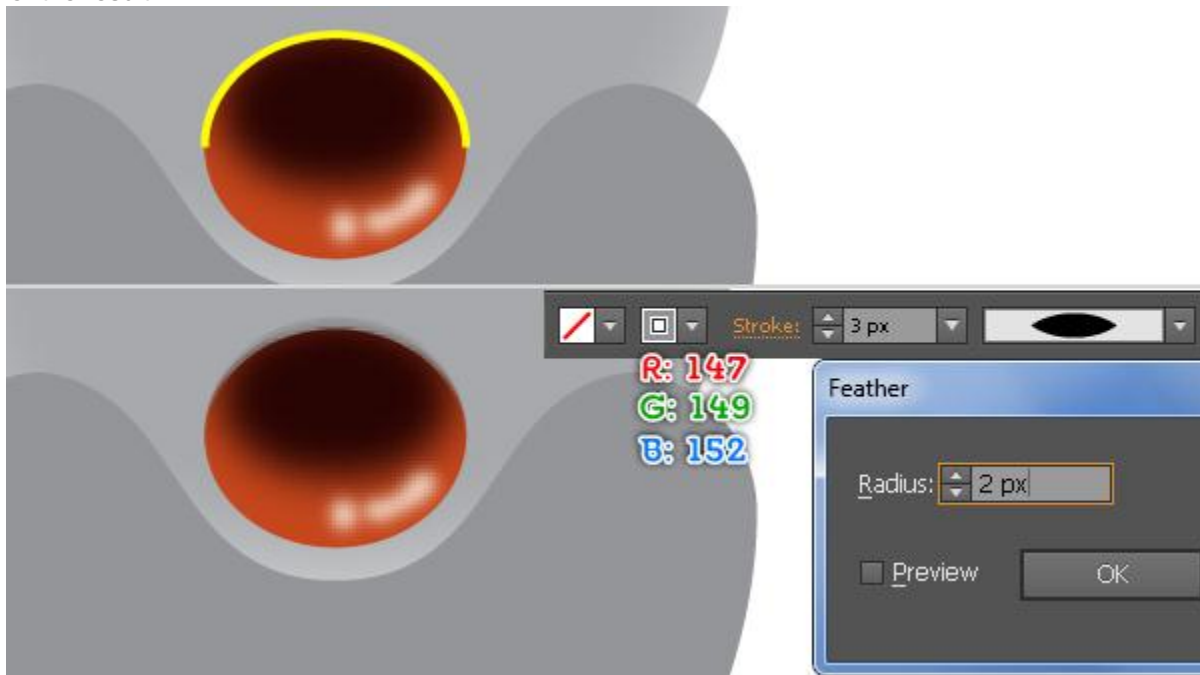 Stroke: 3 px
R: 147
G: 149
B: 152
Feather
Radius: 2 px
Preview OK